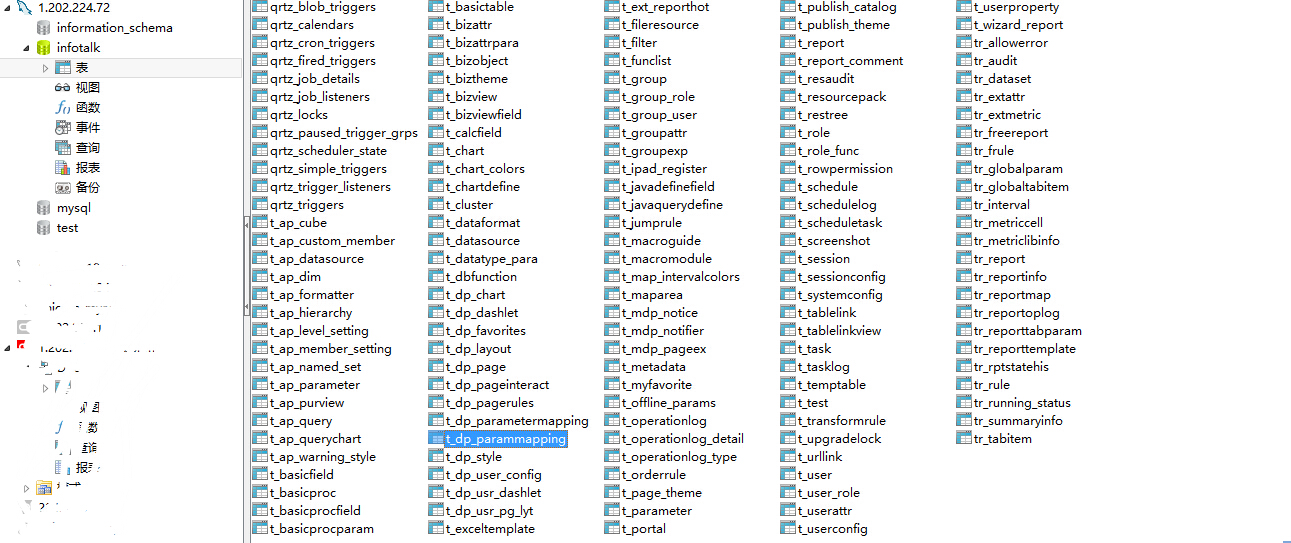 1.202.224.72
information_schema
infotalk
表
视图
函数
事件
查询
报表
备份
mysql
test
qrtz_blob_triggers
qrtz_calendars
qrtz_cron_triggers
qrtz_fired_triggers
qrtz_job_details
qrtz_job_listeners
qrtz_locks
qrtz_paused_trigger_grps
qrtz_scheduler_state
qrtz_simple_triggers
qrtz_trigger_listeners
qrtz_triggers
t_ap_cube
t_ap_custom_member
t_ap_datasource
t_ap_dim
t_ap_formatter
t_ap_hierarchy
t_ap_level_setting
t_ap_member_setting
t_ap_named_set
t_ap_parameter
t_ap_purview
t_ap_query
t_ap_querychart
t_ap_warning_style
t_basicfield
t_basicproc
t_basicprocfield
t_basicprocparam
t_basictable
t_bizattr
t_bizattrpara
t_bizobject
t_biztheme
t_bizview
t_bizviewfield
t_calcfield
t_chart
t_chart_colors
t_chartdefine
t_cluster
t_dataformat
t_datasource
t_datatype_para
t_dbfunction
t_dp_chart
t_dp_dashlet
t_dp_favorites
t_dp_layout
t_dp_page
t_dp_pageinteract
t_dp_pagerules
t_dp_parametermapping
t_dp_parammapping
t_dp_style
t_dp_user_config
t_dp_usr_dashlet
t_dp_usr_pg_lyt
t_exceltemplate
t_ext_reporthot
t_fileresource
t_filter
t_funclist
t_group
t_group_role
t_group_user
t_groupattr
t_groupexp
t_ipad_register
t_javadefinefield
t_javaquerydefine
t_jumprule
t_macroguide
t_macromodule
t_map_intervalcolors
t_maparea
t_mdp_notice
t_mdp_notifier
t_mdp_pageex
t_metadata
t_myfavorite
t_offline_params
t_operationlog
t_operationlog_detail
t_operationlog_type
t_orderrule
t_page_theme
t_parameter
t_portal
t_publish_catalog
t_publish_theme
t_report
t_report_comment
t_resaudit
t_resourcepack
t_restree
t_role
t_role_func
t_rowpermission
t_schedule
t_schedulelog
t_scheduletask
t_screenshot
t_session
t_sessionconfig
t_systemconfig
t_tablelink
t_tablelinkview
t_task
t_tasklog
t_temptable
t_test
t_transformrule
t_upgradelock
t_urllink
t_user
t_user_role
t_userattr
t_userconfig
t_userproperty
t_wizard_report
tr_allowerror
tr_audit
tr_dataset
tr_extattr
tr_extmetric
tr_freereport
tr_frule
tr_globalparam
tr_globaltabitem
tr_interval
tr_metriccell
tr_metriclibinfo
tr_report
tr_reportinfo
tr_reportmap
tr_reportoplog
tr_reporttabparam
tr_reporttemplate
tr_rptstatehis
tr_rule
tr_running_status
tr_summaryinfo
tr_tabitem